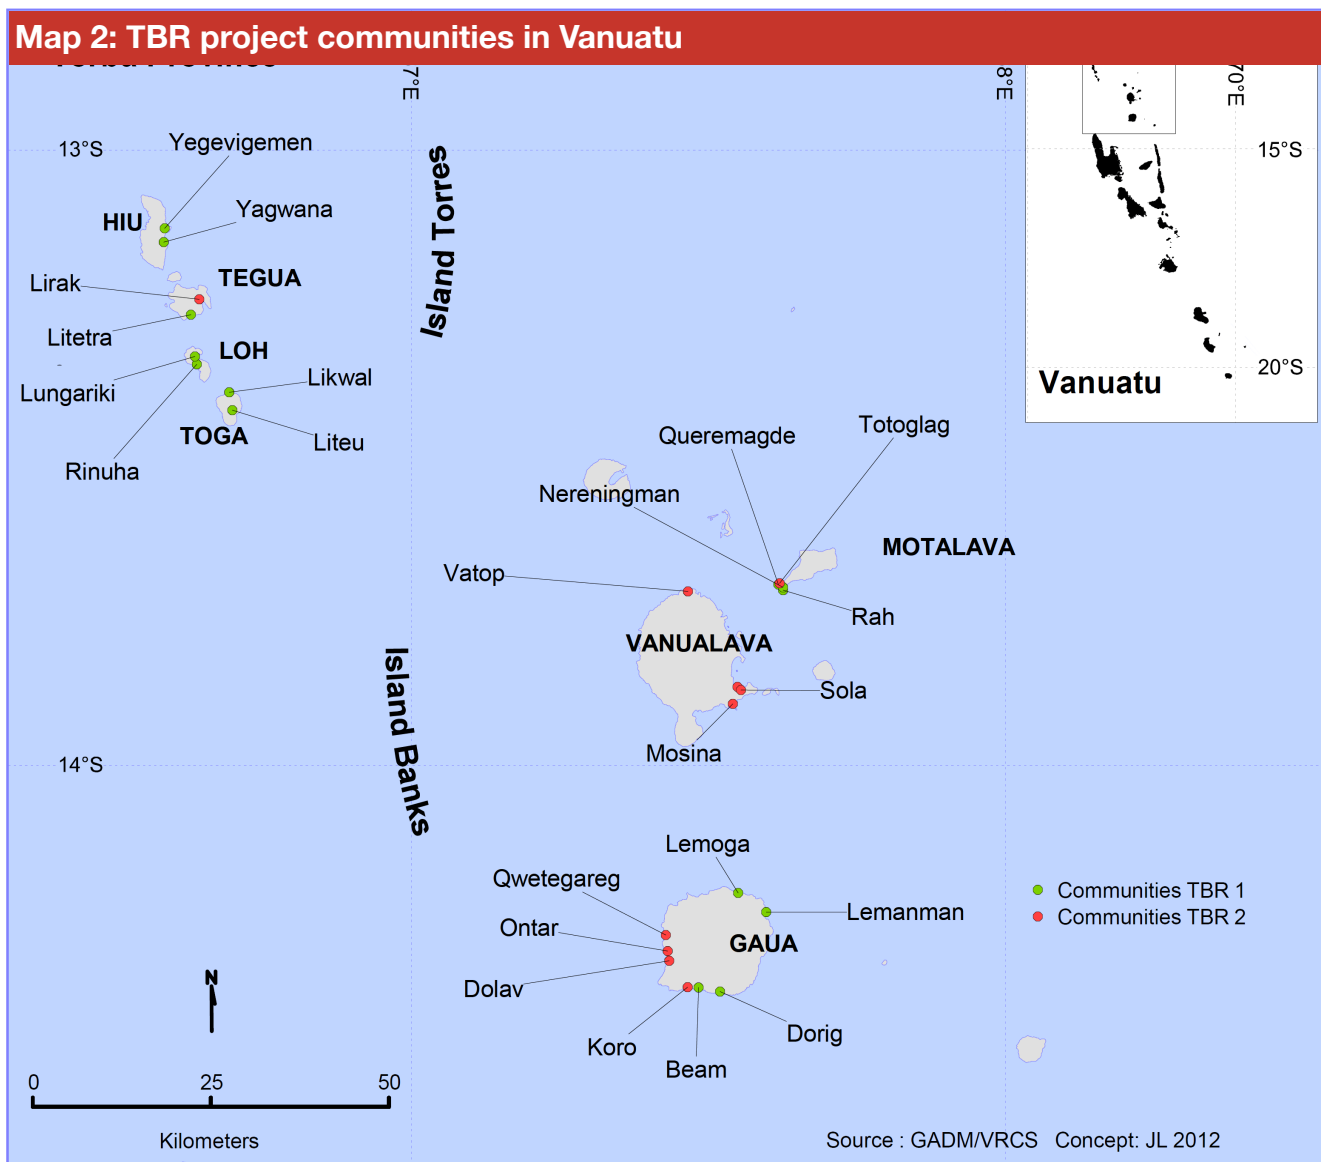 Map 2: TBR project communities in Vanuatu
7°E
8°E
70°E
13°S
15°S
20°S
Vanuatu
Yegevigemen
HIU
Yagwana
Island Torres
TEGUA
Lirak
Litetra
LOH
Likwal
Lungariki
TOGA
Liteu
Rinuha
Queremagde
Totoglag
Nereningman
MOTALAVA
Vatop
Rah
VANUALAVA
Sola
Mosina
Island Banks
14°S
Lemoga
Qwetegareg
Lemanman
Ontar
GAUA
Dolav
Koro
Dorig
Beam
Communities TBR 1
Communities TBR 2
N
0 25 50
Kilometers
Source : GADM/VRCS Concept: JL 2012